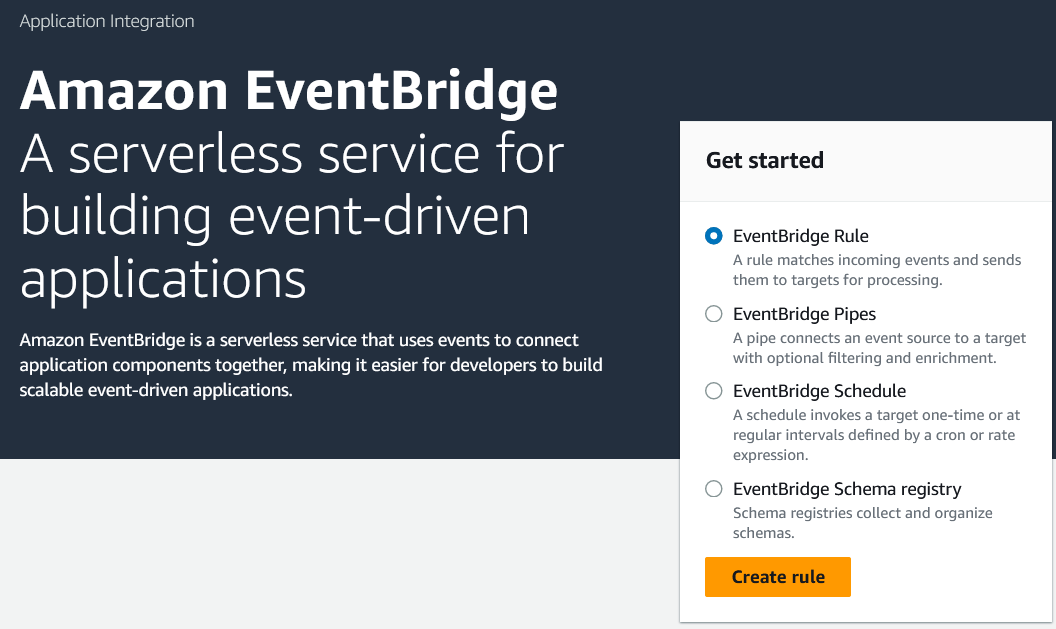 Application Integration
Amazon EventBridge
A serverless service for
building event-driven
applications
Amazon EventBridge is a serverless service that uses events to connect
application components together, making it easier for developers to build
scalable event-driven applications.
Get started
EventBridge Rule
A rule matches incoming events and sends
them to targets for processing.
EventBridge Pipes
A pipe connects an event source to a target
with optional filtering and enrichment.
EventBridge Schedule
A schedule invokes a target one-time or at
regular intervals defined by a cron or rate
expression.
EventBridge Schema registry
Schema registries collect and organize
schemas.
Create rule